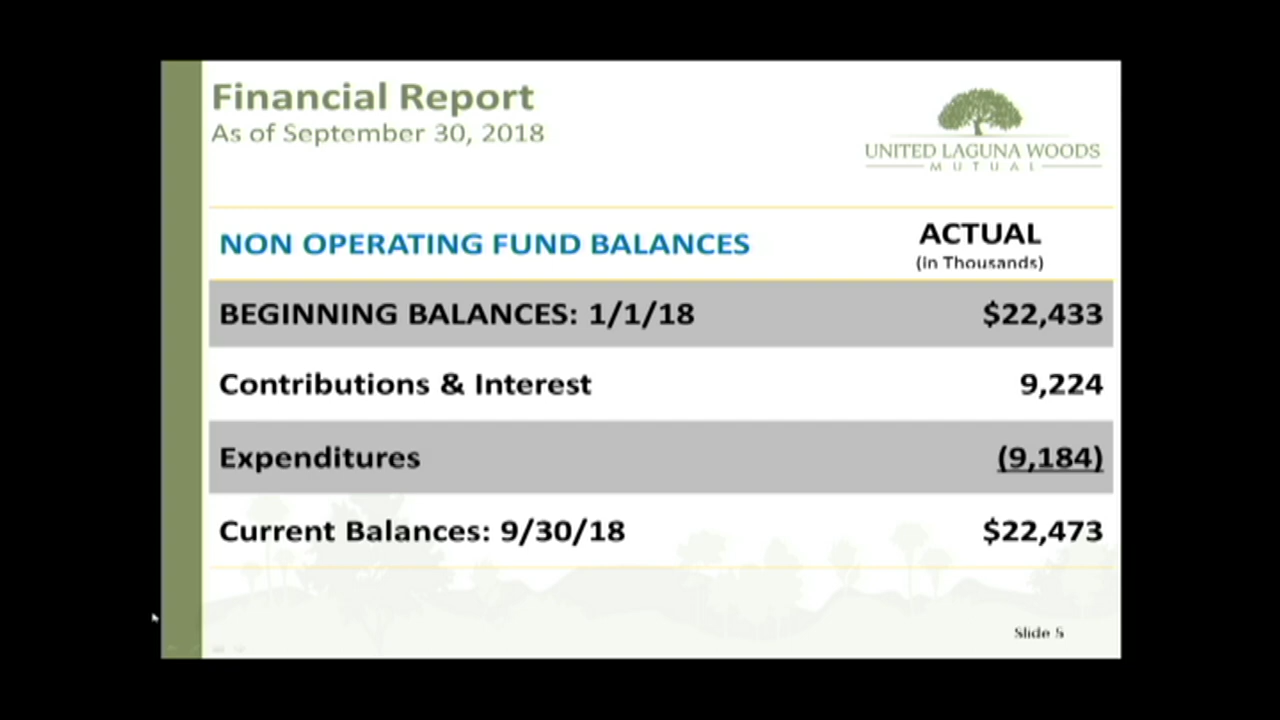 Financial Report
As of September 30, 2018
UNITED LAGUNA WOODS
MUTUAL
NON OPERATING FUND BALANCES
ACTUAL
(in Thousands)
BEGINNING BALANCES: 1/1/18 $22,433
Contributions & Interest 9,224
Expenditures (9,184)
Current Balances: 9/30/18 $22,473
Slide 5